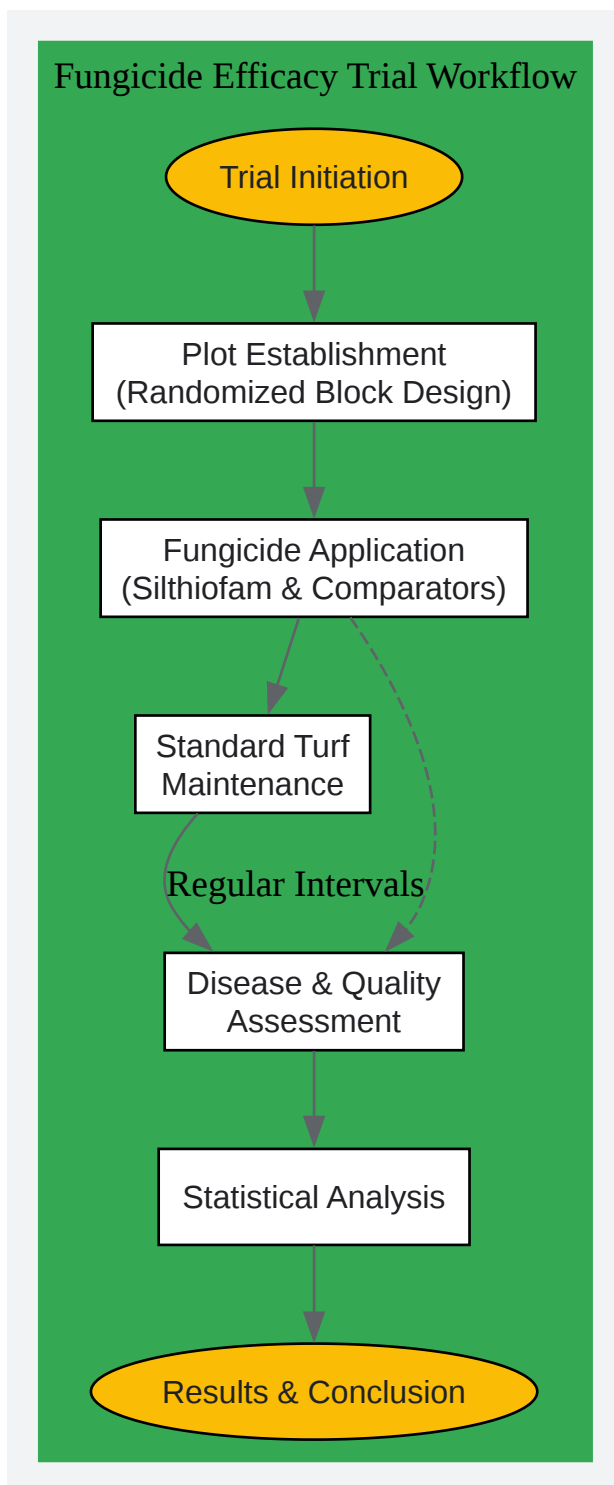 Fungicide Efficacy Trial Workflow
Trial Initiation
Plot Establishment
(Randomized Block Design)
Fungicide Application
(Silthiofam & Comparators)
Standard Turf
Maintenance
Regular Intervals
Disease & Quality
Assessment
Statistical Analysis
Results & Conclusion